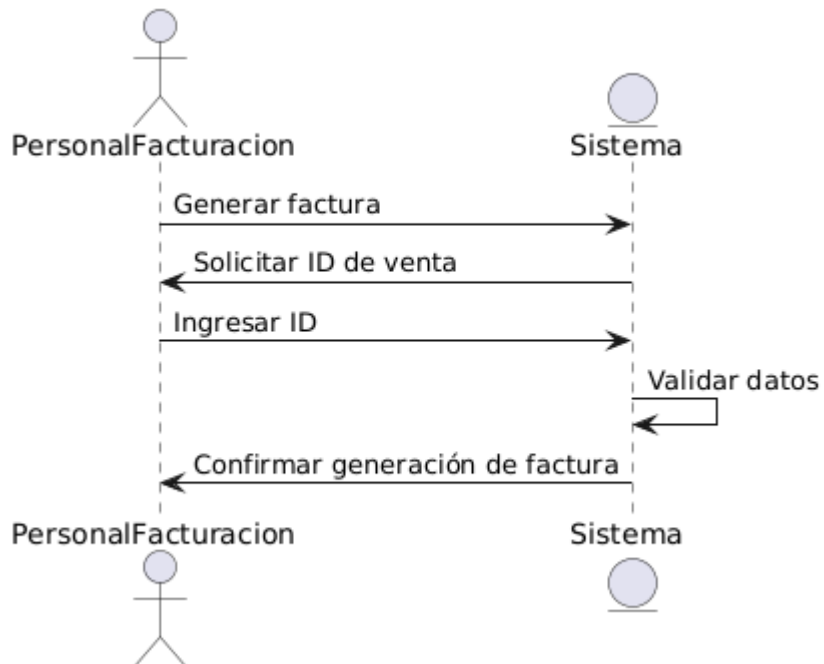 PersonalFacturacion
Sistema
Generar factura
Solicitar ID de venta
Ingresar ID
Validar datos
Confirmar generación de factura
PersonalFacturacion
Sistema